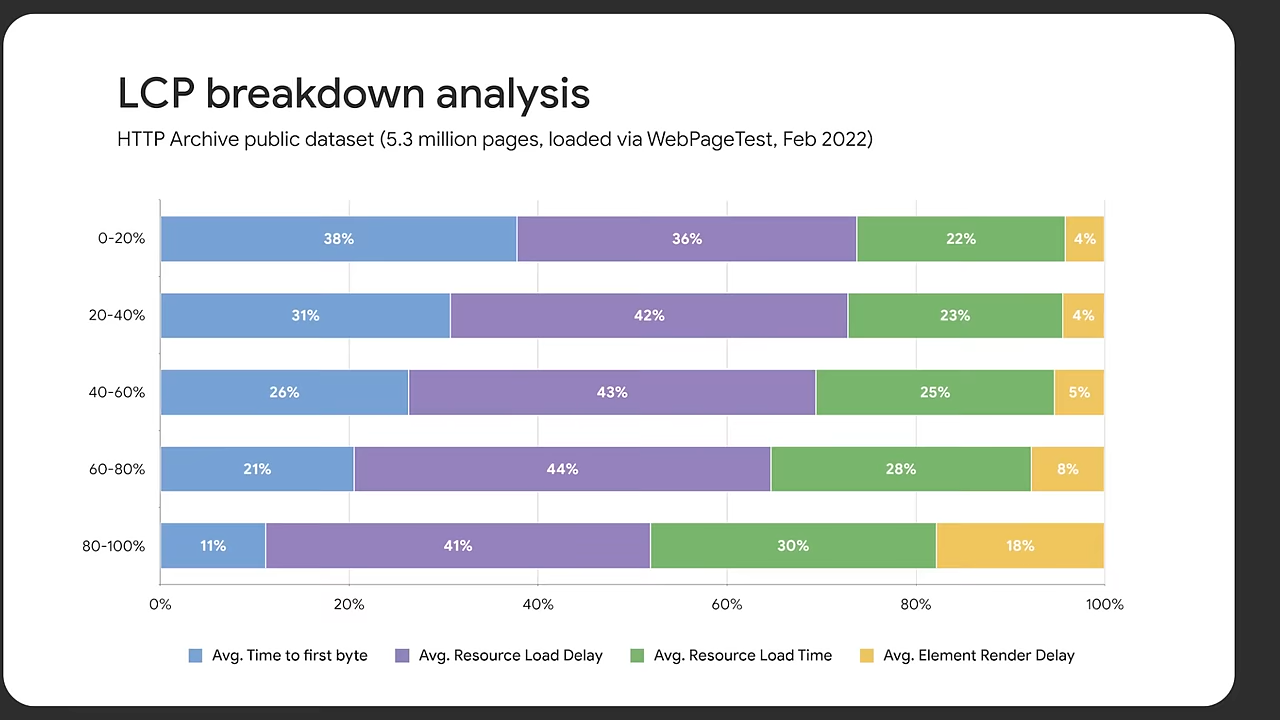 LCP breakdown analysis
HTTP Archive public dataset (5.3 million pages, loaded via WebPageTest, Feb 2022)
0-20% 38% 36% 22% 4%
20-40% 31% 42% 23% 4%
40-60% 26% 43% 25% 5%
60-80% 21% 44% 28% 8%
80-100% 11% 41% 30% 18%
0% 20% 40% 60% 80% 100%
Avg. Time to first byte Avg. Resource Load Delay Avg. Resource Load Time Avg. Element Render Delay